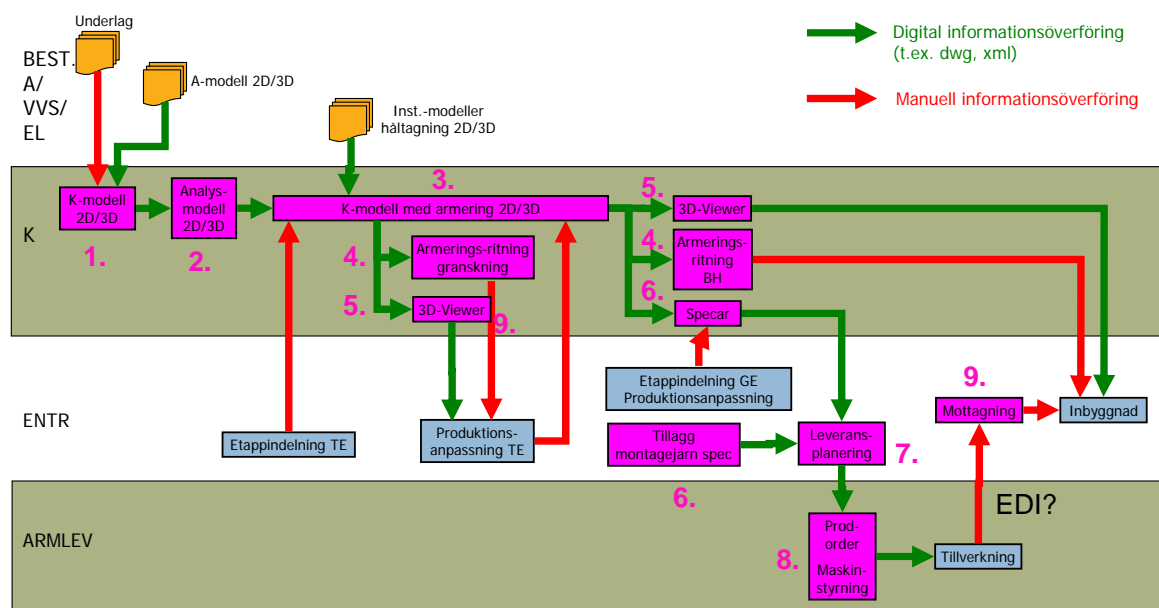 Underlag
BEST.
A/
VVS/
EL
A-modell 2D/3D
Inst.-modeller
håltagning 2D/3D
Digital informationsöverföring
(t.ex. dwg, xml)
Manuell informationsöverföring
K
K-modell
2D/3D
1.
Analys-
modell
2D/3D
2.
3.
K-modell med armering 2D/3D
4.
Armerings-ritning
granskning
5.
3D-Viewer
9.
5.
3D-Viewer
4.
Armerings-
ritning
BH
6.
Specar
ENTR
Etappindelning TE
Produktions-
anpassning TE
Etappindelning GE
Produktionsanpassning
Tillägg
montagejärn spec
6.
Leverans-
planering
7.
9.
Mottagning
Inbyggnad
ARMLEV
EDI?
8.
Prod-
order
Maskin-
styrning
Tillverkning